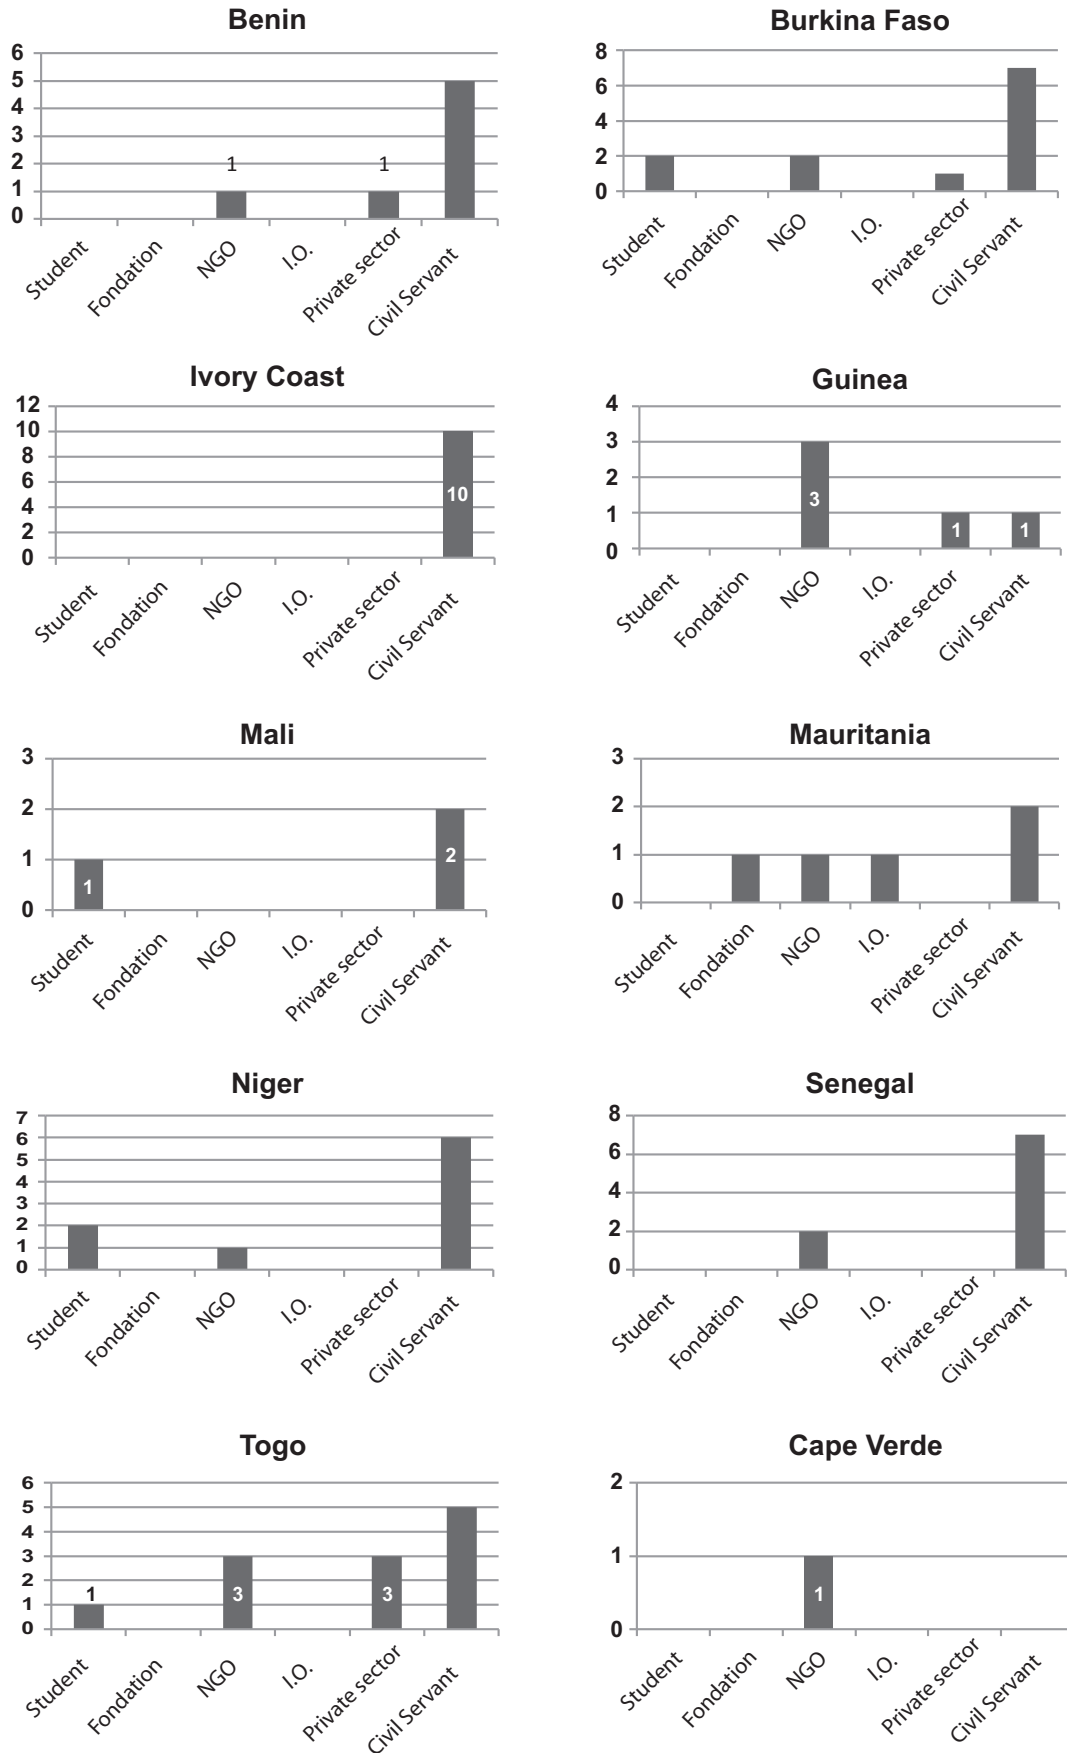 Benin
6
5
4
3
2
1
0
1
1
Student
Fondation
NGO
I.O.
Private sector
Civil Servant
Burkina Faso
8
6
4
2
0
Student
Fondation
NGO
I.O.
Private sector
Civil Servant
Ivory Coast
12
10
8
6
4
2
0
10
Student
Fondation
NGO
I.O.
Private sector
Civil Servant
Guinea
4
3
2
1
0
3
1
1
Student
Fondation
NGO
I.O.
Private sector
Civil Servant
Mali
3
2
1
0
1
2
Student
Fondation
NGO
I.O.
Private sector
Civil Servant
Mauritania
3
2
1
0
Student
Fondation
NGO
I.O.
Private sector
Civil Servant
Niger
7
6
5
4
3
2
1
0
Student
Fondation
NGO
I.O.
Private sector
Civil Servant
Senegal
8
6
4
2
0
Student
Fondation
NGO
I.O.
Private sector
Civil Servant
Togo
6
5
4
3
2
1
0
1
3
3
Student
Fondation
NGO
I.O.
Private sector
Civil Servant
Cape Verde
2
1
0
1
Student
Fondation
NGO
I.O.
Private sector
Civil Servant